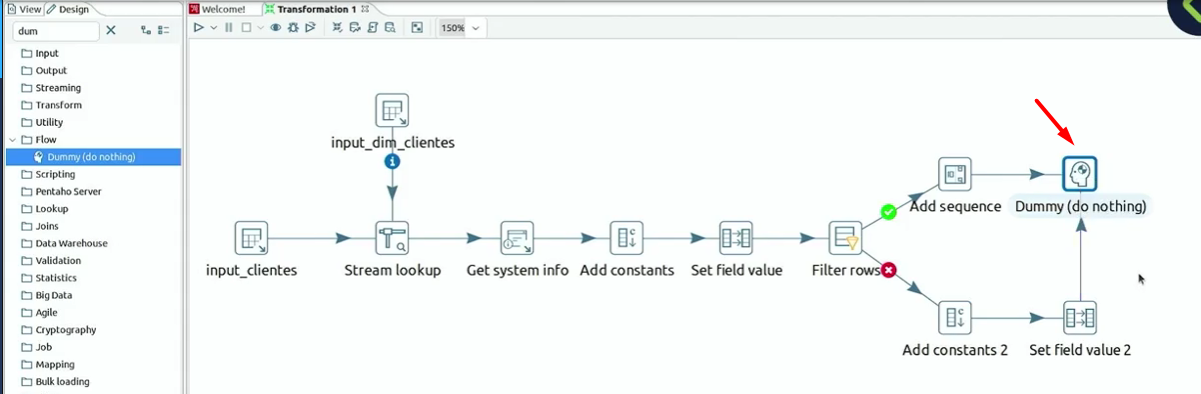 View
Design
Welcome!
Transformation 1
dum
150%
Input
Output
Streaming
Transform
Utility
Flow
Dummy (do nothing)
Scripting
Pentaho Server
Lookup
Joins
Data Warehouse
Validation
Statistics
Big Data
Agile
Cryptography
Job
Mapping
Bulk loading
input_dim_clientes
input_clientes
Stream lookup
Get system info
Add constants
Set field value
Filter rows
Add sequence
Dummy (do nothing)
Add constants 2
Set field value 2